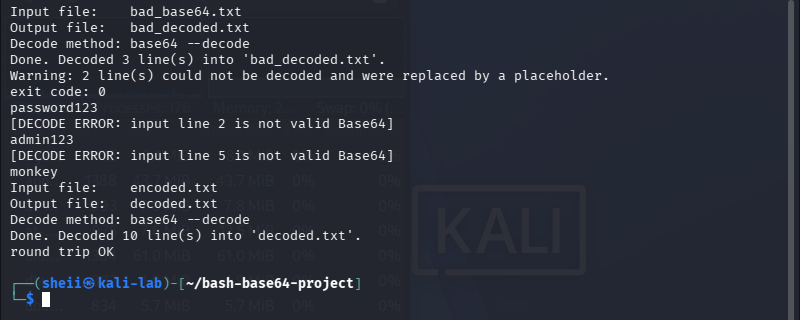 Input file:    bad_base64.txt
Output file:   bad_decoded.txt
Decode method: base64 --decode
Done. Decoded 3 line(s) into 'bad_decoded.txt'.
Warning: 2 line(s) could not be decoded and were replaced by a placeholder.
exit code: 0
password123
[DECODE ERROR: input line 2 is not valid Base64]
admin123
[DECODE ERROR: input line 5 is not valid Base64]
monkey
Input file:    encoded.txt
Output file:   decoded.txt
Decode method: base64 --decode
Done. Decoded 10 line(s) into 'decoded.txt'.
round trip OK
┌──(sheii㉿kali-lab)-[~/bash-base64-project]
└─$
KALI